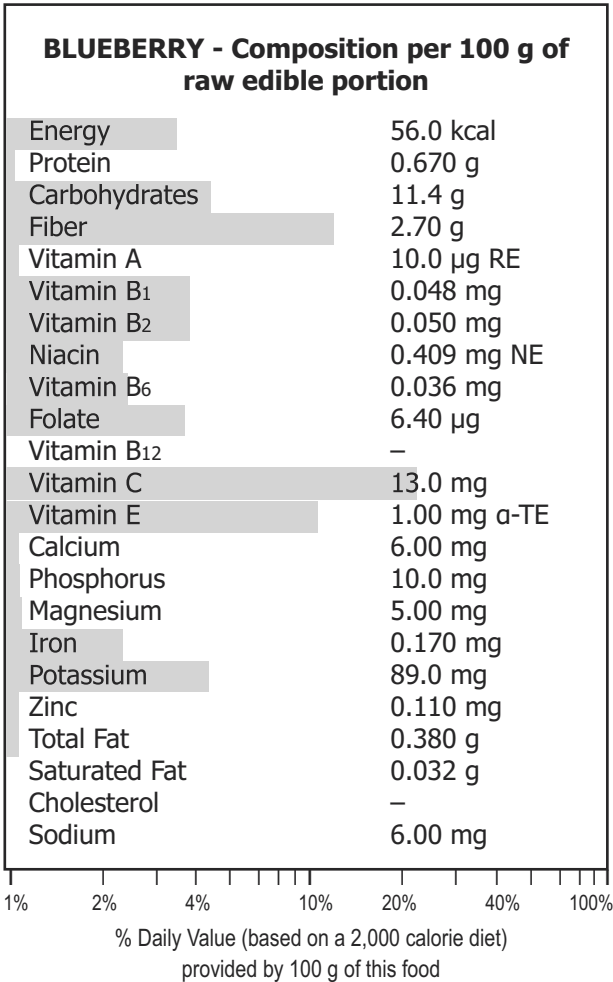 BLUEBERRY - Composition per 100 g of
raw edible portion
Energy 56.0 kcal
Protein 0.670 g
Carbohydrates 11.4 g
Fiber 2.70 g
Vitamin A 10.0 µg RE
Vitamin B1 0.048 mg
Vitamin B2 0.050 mg
Niacin 0.409 mg NE
Vitamin B6 0.036 mg
Folate 6.40 µg
Vitamin B12 –
Vitamin C 13.0 mg
Vitamin E 1.00 mg α-TE
Calcium 6.00 mg
Phosphorus 10.0 mg
Magnesium 5.00 mg
Iron 0.170 mg
Potassium 89.0 mg
Zinc 0.110 mg
Total Fat 0.380 g
Saturated Fat 0.032 g
Cholesterol –
Sodium 6.00 mg
1% 2% 4% 10% 20% 40% 100%
% Daily Value (based on a 2,000 calorie diet)
provided by 100 g of this food